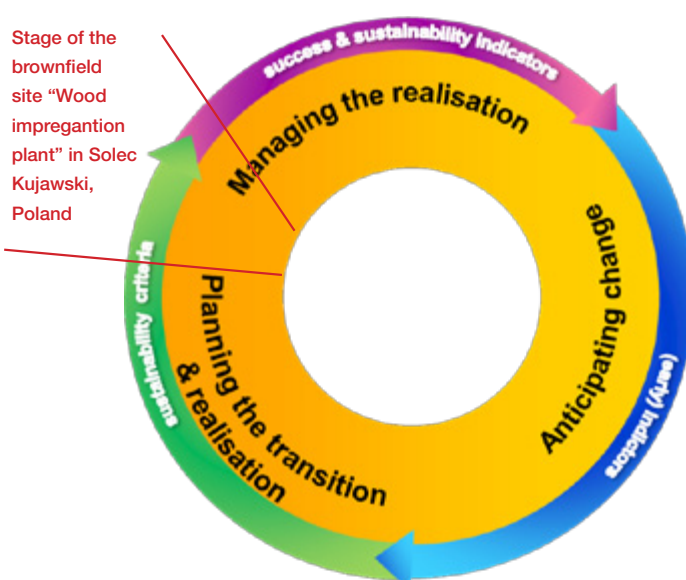 Stage of the
brownfield
site “Wood
impregantion
plant” in Solec
Kujawski,
Poland
success & sustainability indicators
Managing the realisation
Anticipating change
(early) indictors
Planning the transition
& realisation
sustainability criteria